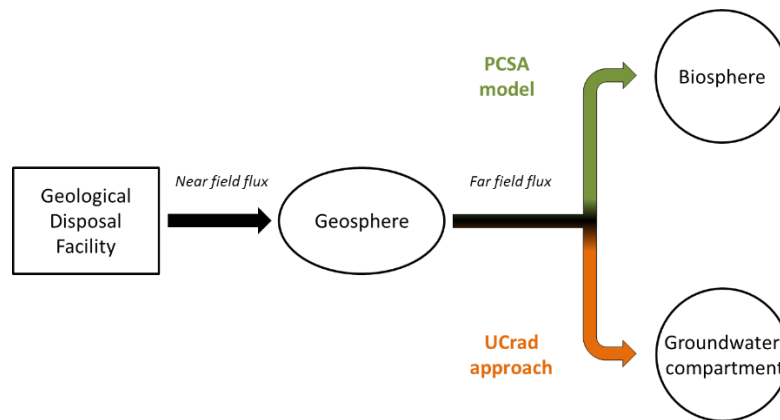 PCSA
model
Biosphere
Near field flux
Far field flux
Geological
Disposal
Facility
Geosphere
UCrad
approach
Groundwater
compartment